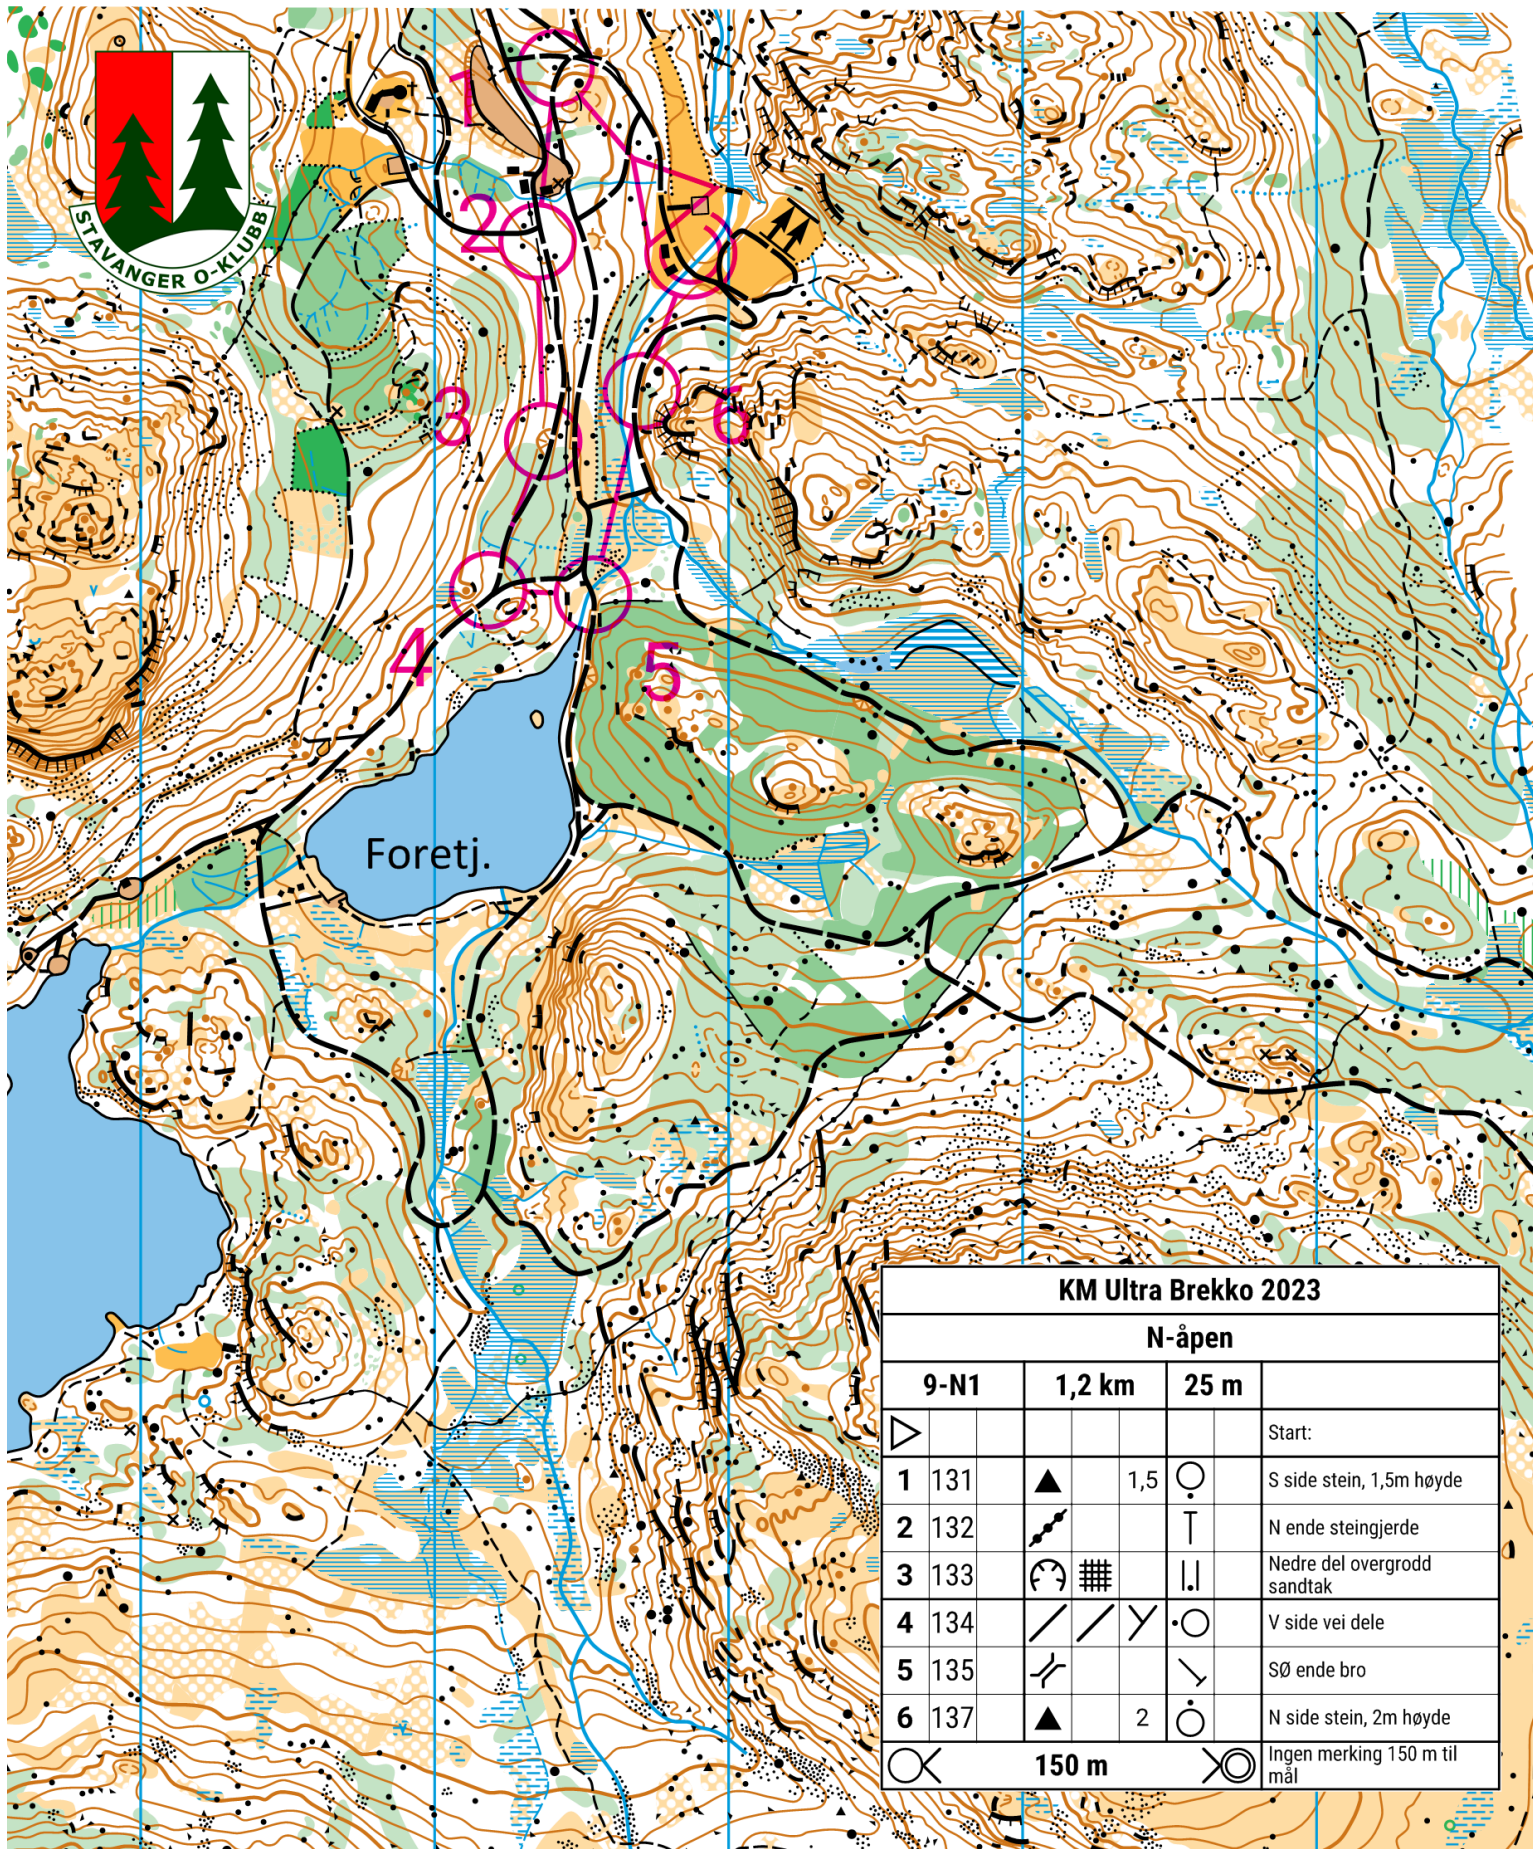 STAVANGER O-KLUBB
1
2
3
6
4
5
Foretj.
KM Ultra Brekko 2023
N-åpen
9-N1 1,2 km 25 m
Start:
1 131 1,5 S side stein, 1,5m høyde
2 132 N ende steingjerde
3 133 Nedre del overgrodd
sandtak
4 134 V side vei dele
5 135 SØ ende bro
6 137 2 N side stein, 2m høyde
150 m Ingen merking 150 m til
mål